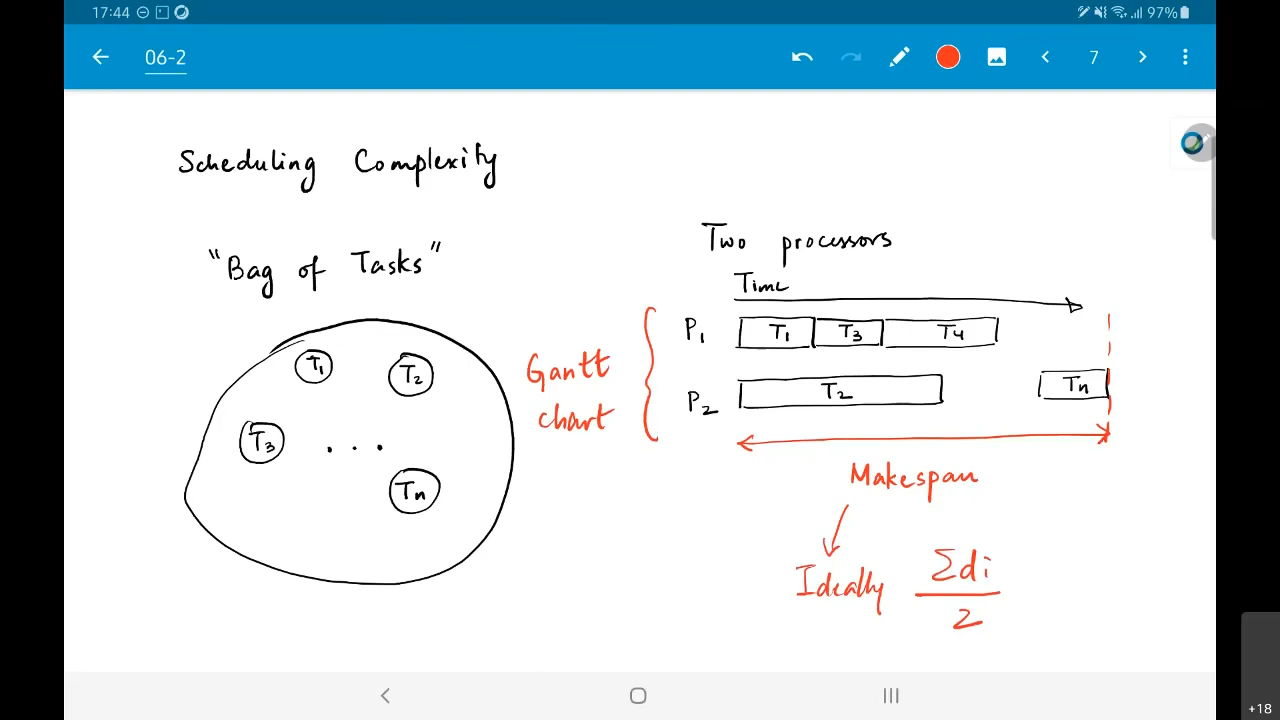 17:44
97%
06-2
7
Scheduling Complexity
"Bag of Tasks"
T1
T2
T3
...
Tn
Two processors
Time
P1
T1
T3
T4
P2
T2
Tn
Gantt
chart
Makespan
Ideally
Σdi
2
+18